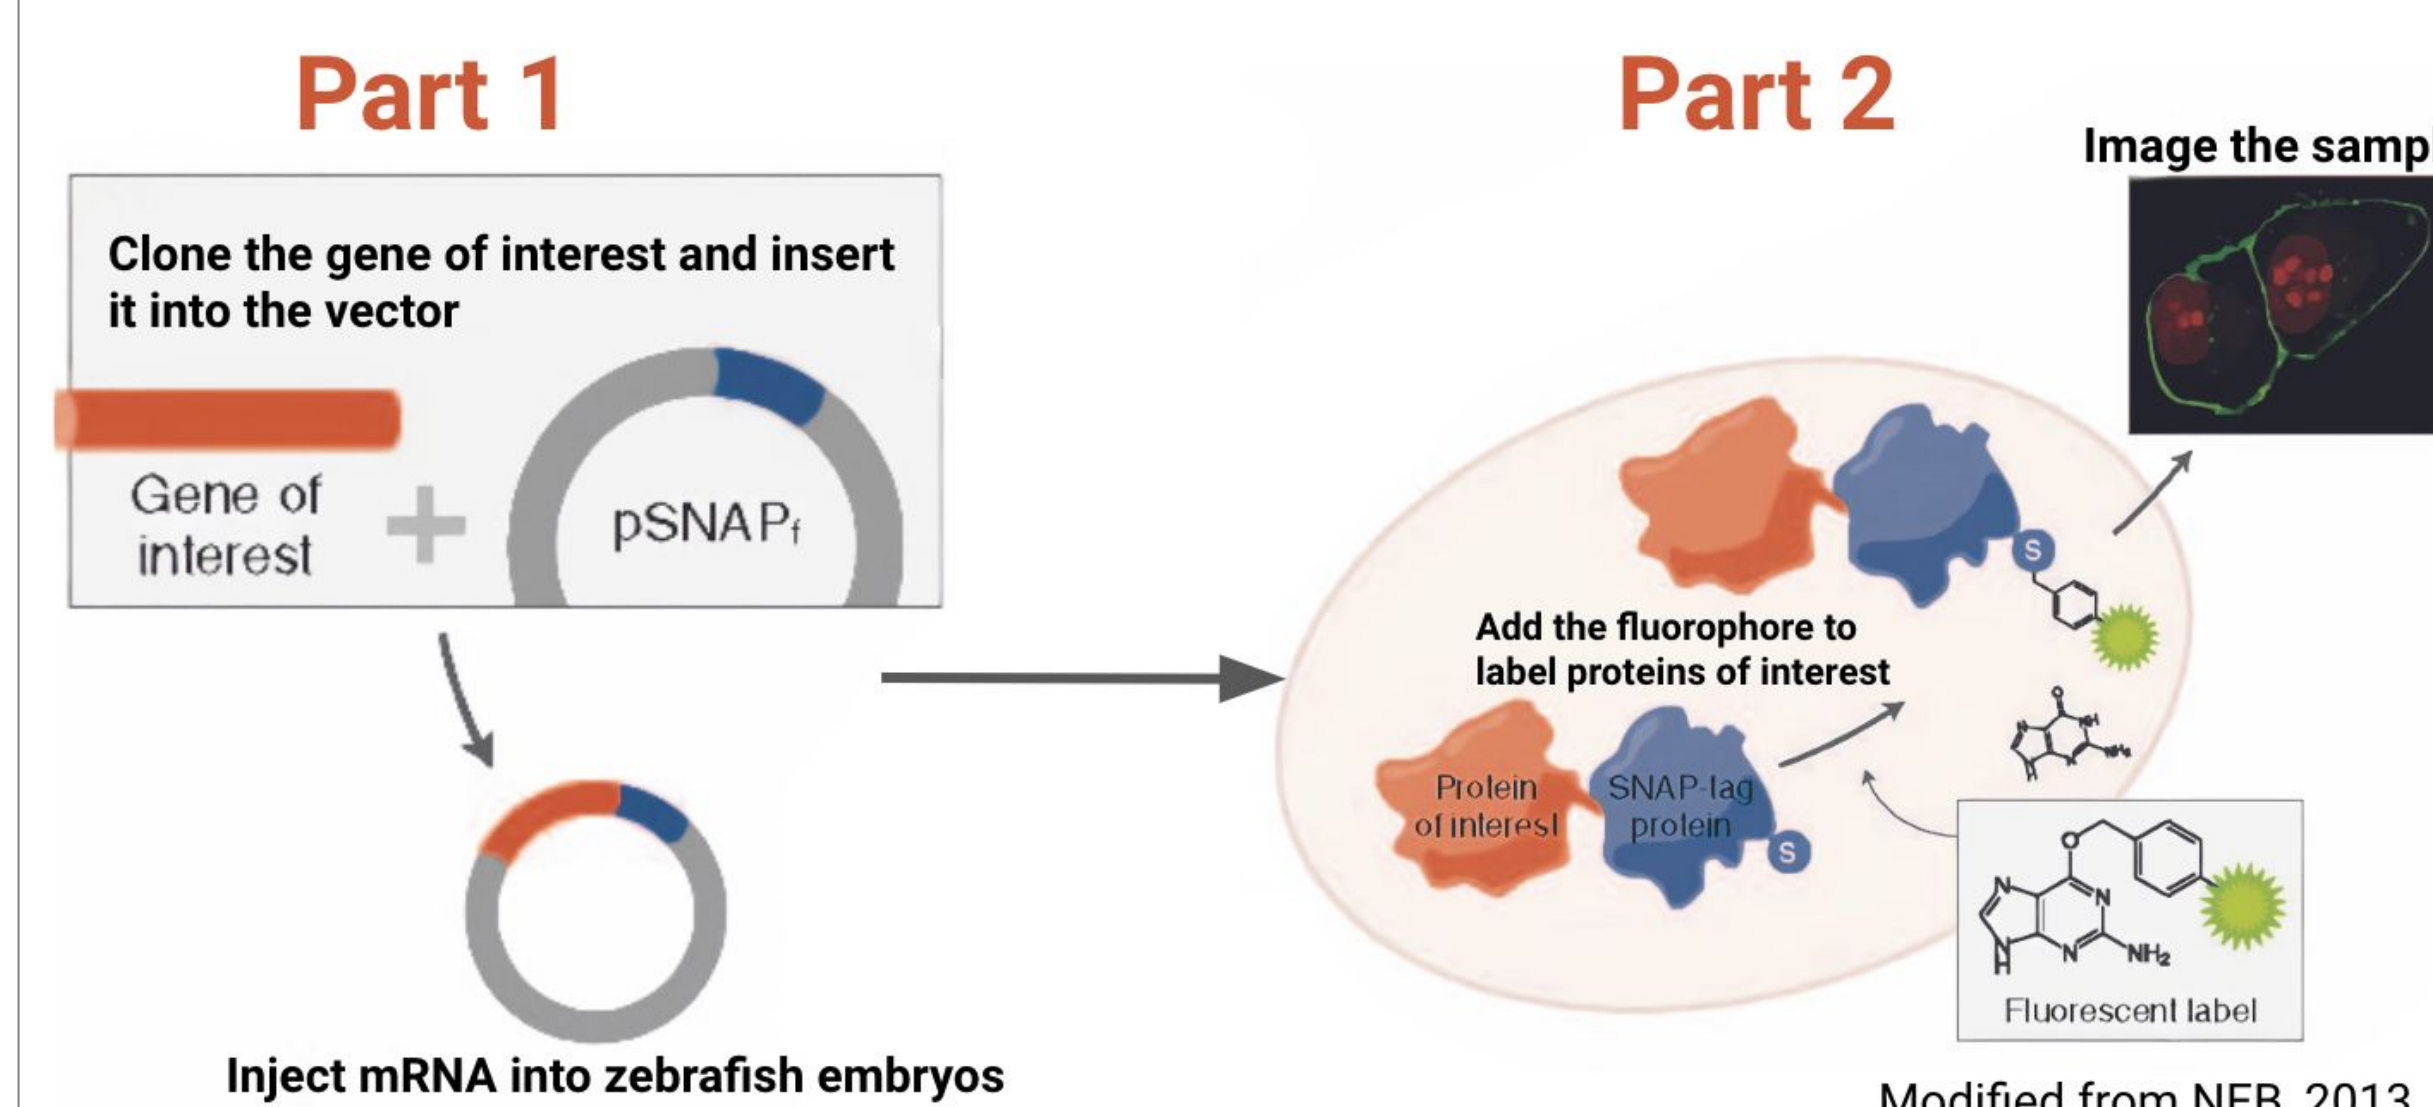 Part 1
Part 2
Image the samp
Clone the gene of interest and insert
it into the vector
Gene of
interest
+
pSNAPf
Inject mRNA into zebrafish embryos
S
Add the fluorophore to
label proteins of interest
Protein
of interest
SNAP-tag
protein
S
O
N
NH
N
H
N
NH2
O
N
N
N
H
N
NH2
Fluorescent label
Modified from NEB, 2013